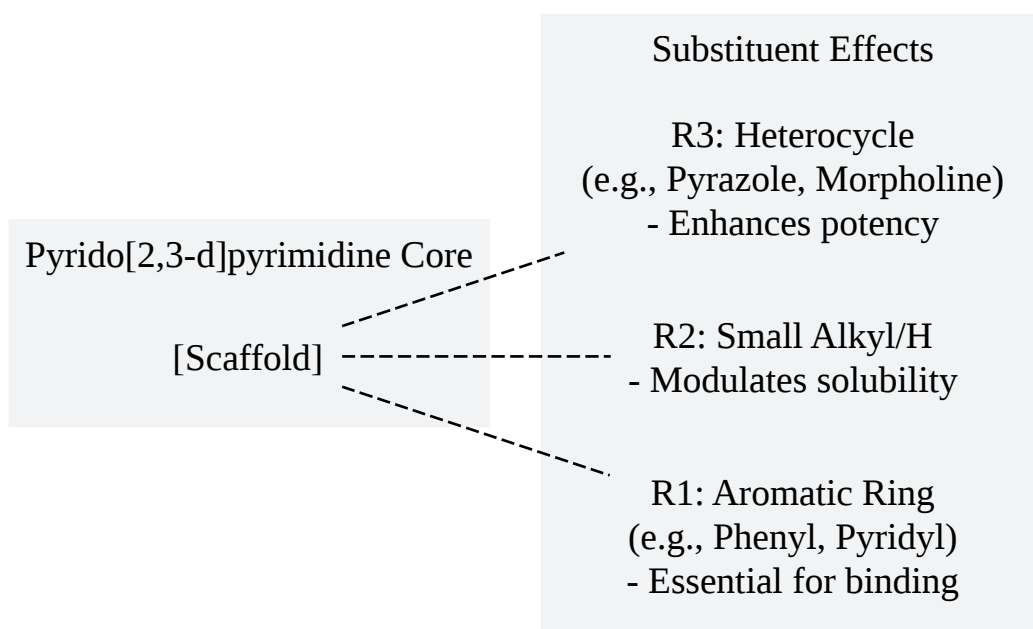 Pyrido[2,3-d]pyrimidine Core
[Scaffold]
Substituent Effects
R3: Heterocycle
(e.g., Pyrazole, Morpholine)
- Enhances potency
R2: Small Alkyl/H
- Modulates solubility
R1: Aromatic Ring
(e.g., Phenyl, Pyridyl)
- Essential for binding